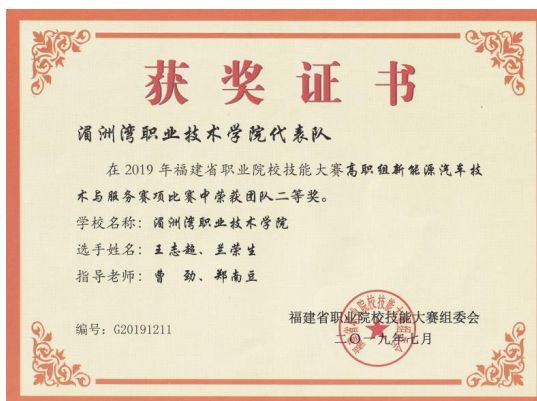 获奖证书
湄洲湾职业技术学院代表队
在2019年福建省职业院校技能大赛高职组新能源汽车技
术与服务赛项比赛中荣获团队二等奖。
学校名称：湄洲湾职业技术学院
选手姓名：王志超、兰荣生
指导老师：曹 劲、郑南豆
福建省职业院校技能大赛组委会
编号：G20191211
二〇一九年七月